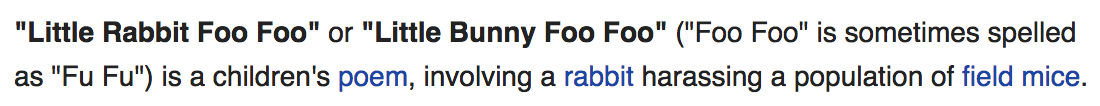 "Little Rabbit Foo Foo" or "Little Bunny Foo Foo" ("Foo Foo" is sometimes spelled
as "Fu Fu") is a children's poem, involving a rabbit harassing a population of field mice.